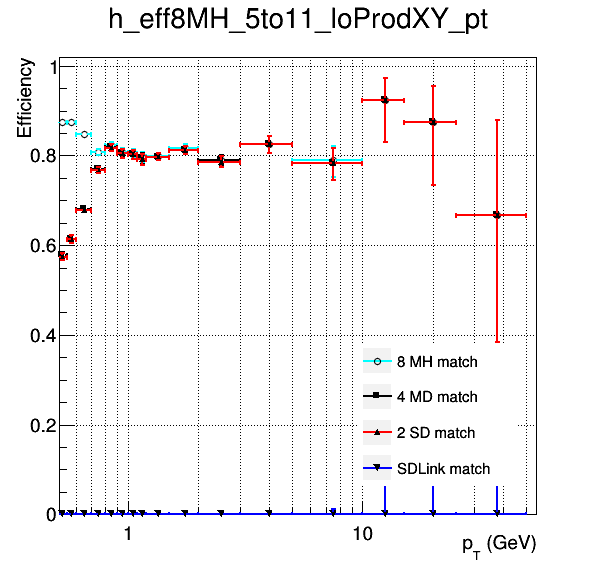 h_eff8MH_5to11_loProdXY_pt
Efficiency
1
0.8
0.6
0.4
0.2
0
8 MH match
4 MD match
2 SD match
SDLink match
1
10
p_T (GeV)